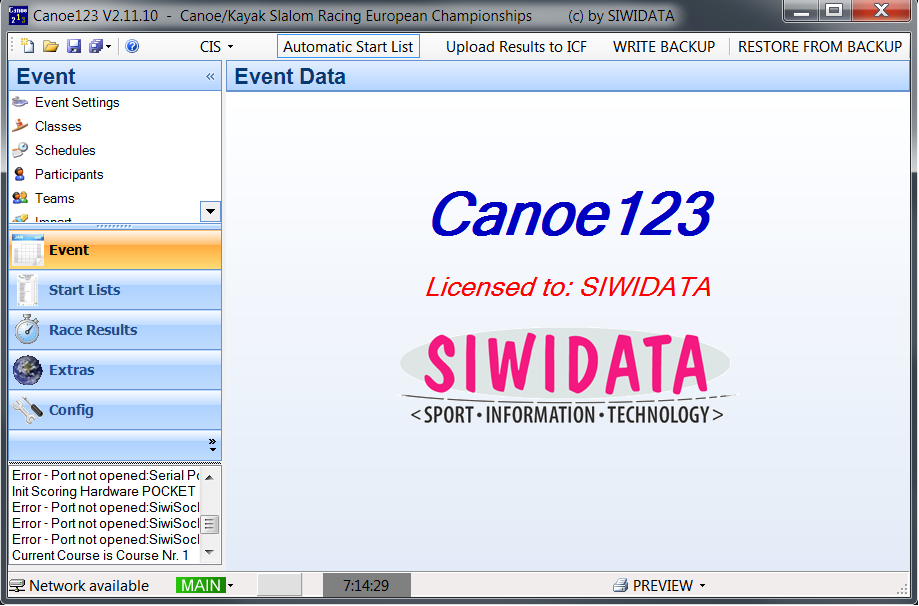 Canoe123 V2.11.10 - Canoe/Kayak Slalom Racing European Championships (c) by SIWIDATA
CIS Automatic Start List Upload Results to ICF WRITE BACKUP RESTORE FROM BACKUP
Event «
Event Data
Event Settings
Classes
Schedules
Participants
Teams
Import
Event
Start Lists
Race Results
Extras
Config
»
Canoe123
Licensed to: SIWIDATA
SIWIDATA
<SPORT・INFORMATION・TECHNOLOGY>
Error - Port not opened:Serial Po
Init Scoring Hardware POCKET
Error - Port not opened:SiwiSocl
Error - Port not opened:SiwiSocl
Error - Port not opened:SiwiSocl
Current Course is Course Nr. 1
Network available MAIN 7:14:29 PREVIEW